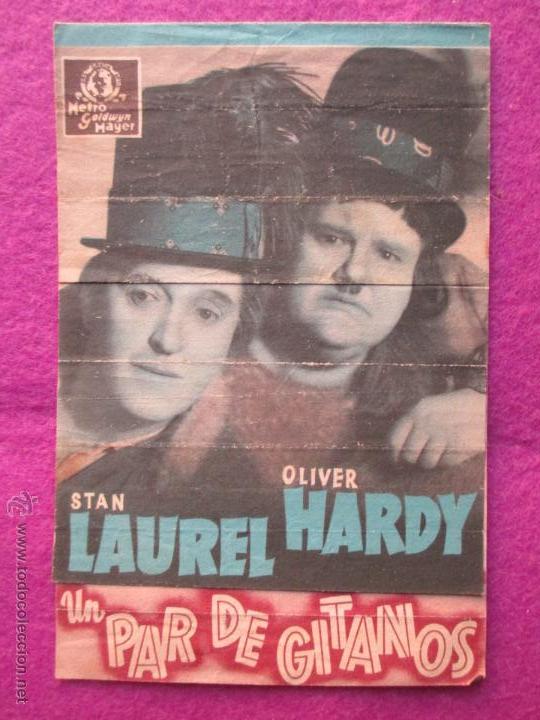 Metro
Goldwyn
Mayer
STAN
LAUREL
OLIVER
HARDY
Un PAR DE GITANOS
www.todocoleccion.net